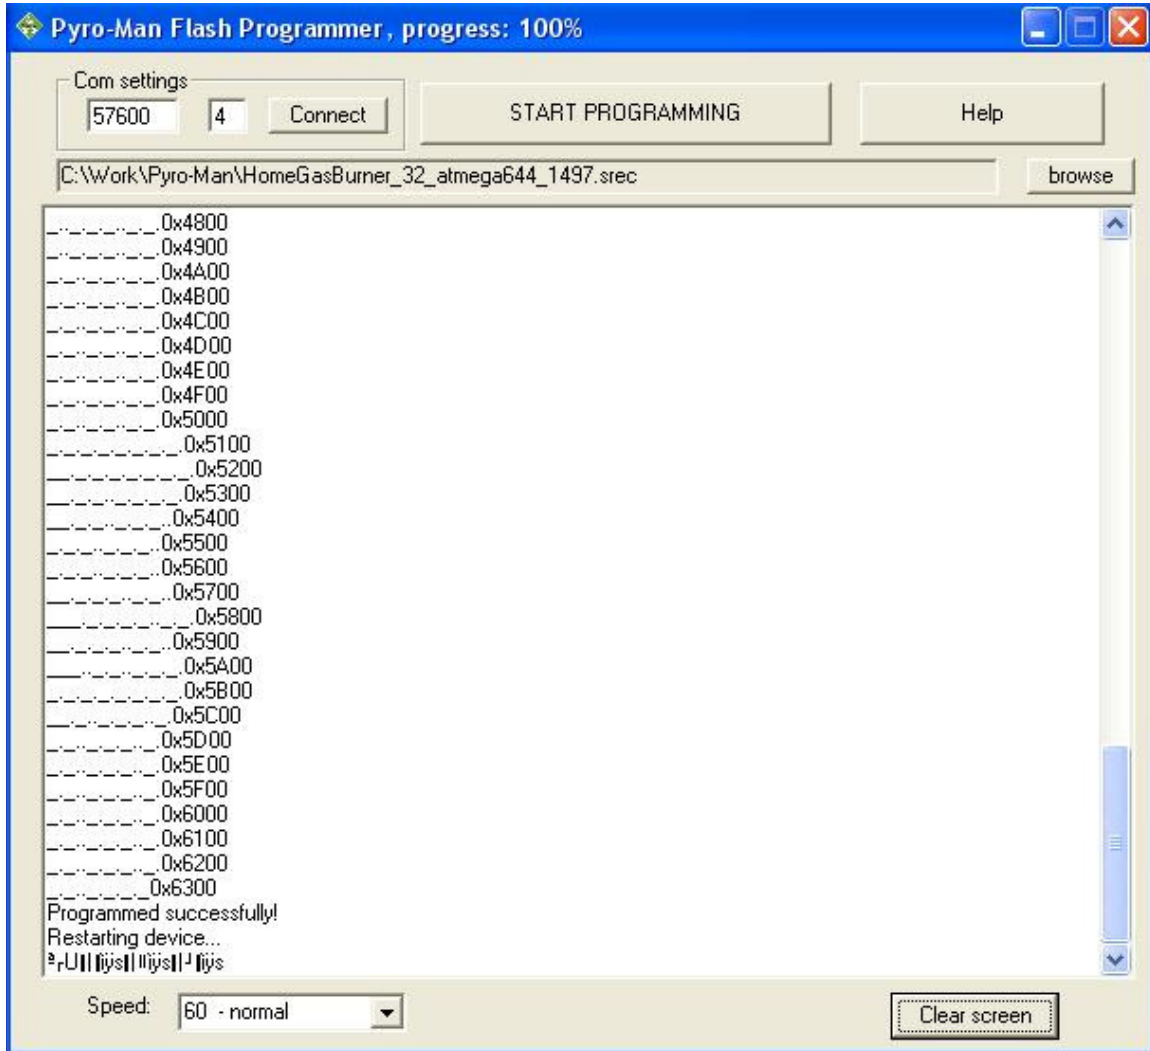 Pyro-Man Flash Programmer, progress: 100%
Com settings
57600 4 Connect START PROGRAMMING Help
C:\Work\Pyro-Man\HomeGasBurner_32_atmega644_1497.srec browse
0x4800
0x4900
0x4A00
0x4B00
0x4C00
0x4D00
0x4E00
0x4F00
0x5000
0x5100
0x5200
0x5300
0x5400
0x5500
0x5600
0x5700
0x5800
0x5900
0x5A00
0x5B00
0x5C00
0x5D00
0x5E00
0x5F00
0x6000
0x6100
0x6200
0x6300
Programmed successfully!
Restarting device...
Speed: 60 - normal Clear screen